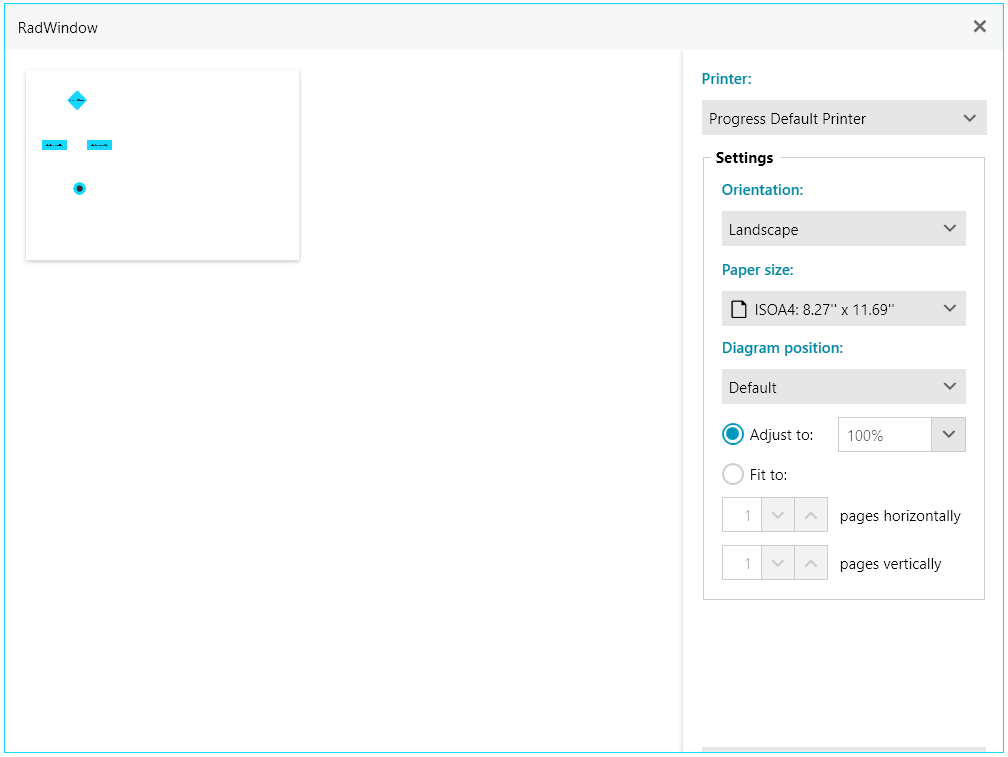 RadWindow
Printer:
Progress Default Printer
Settings
Orientation:
Landscape
Paper size:
ISOA4: 8.27'' x 11.69''
Diagram position:
Default
Adjust to: 100%
Fit to:
1 pages horizontally
1 pages vertically